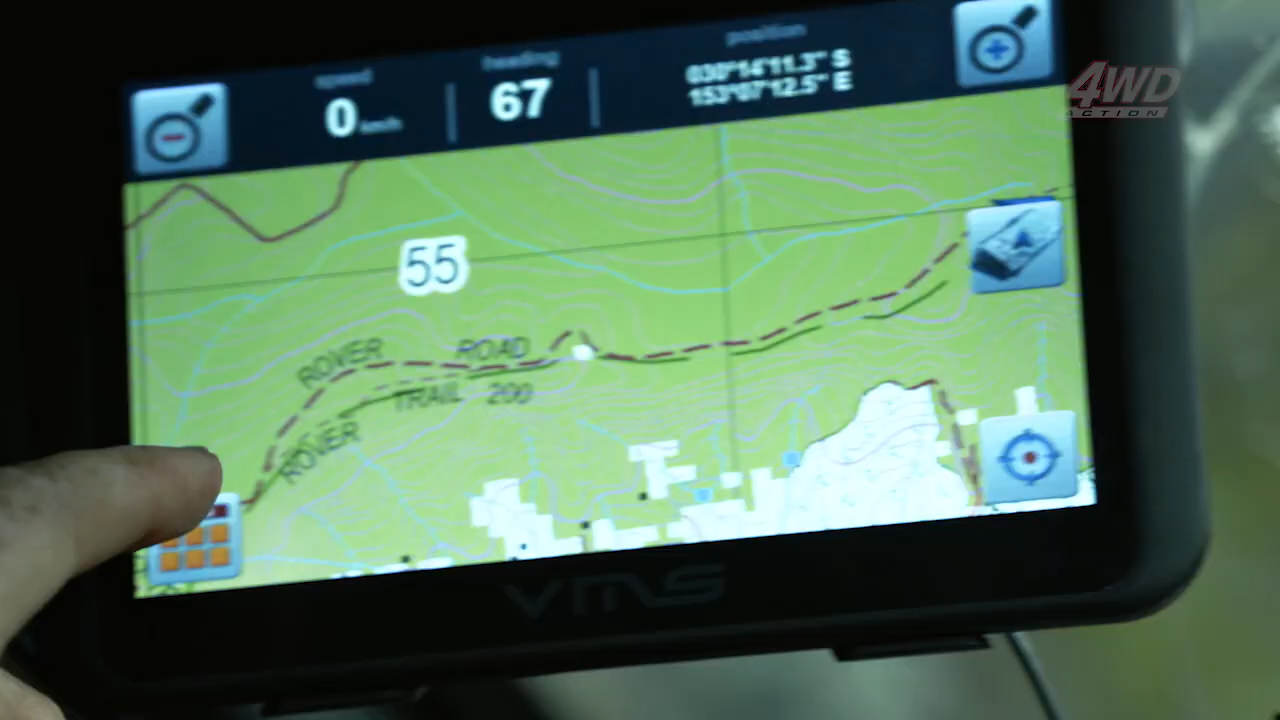 speed
0 km/h
heading
67
position
030°14'11.3" S
153°07'12.5" E
4WD
ACTION
55
ROVER ROAD
TRAIL 200
ROVER
VMS